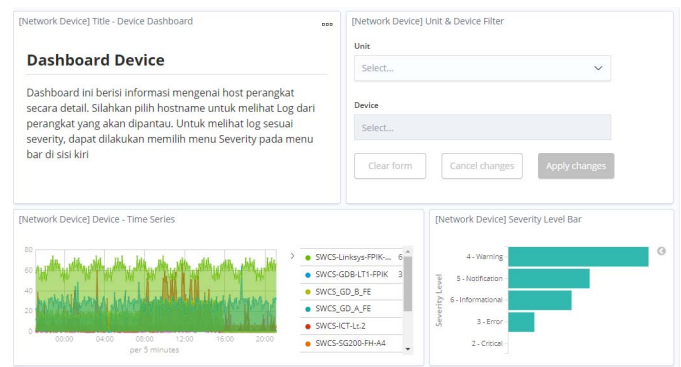 [Network Device] Title - Device Dashboard
Dashboard Device
Dashboard ini berisi informasi mengenai host perangkat
secara detail. Silahkan pilih hostname untuk melihat Log dari
perangkat yang akan dipantau. Untuk melihat log sesuai
severity, dapat dilakukan memilih menu Severity pada menu
bar di sisi kiri
[Network Device] Unit & Device Filter
Unit
Select...
Device
Select...
Clear form
Cancel changes
Apply changes
[Network Device] Device - Time Series
80
60
40
20
0
00:00 04:00 08:00 12:00 16:00 20:00
per 5 minutes
SWCS-Linksys-FPIK-... 6
SWCS-GDB-LT1-FPIK 3
SWCS_GD_B_FE
SWCS_GD_A_FE
SWCS-ICT-Lt.2
SWCS-SG200-FH-A4
[Network Device] Severity Level Bar
Severity Level
4 - Warning
5 - Notification
6 - Informational
3 - Error
2 - Critical